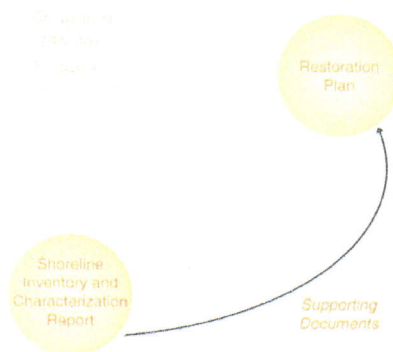 Restoration
Plan
Shoreline
Inventory and
Characterization
Report
Supporting
Documents